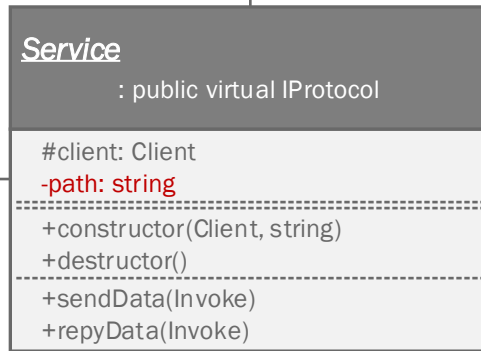 Service
: public virtual IProtocol
#client: Client
-path: string
+constructor(Client, string)
+destructor()
+sendData(Invoke)
+repyData(Invoke)